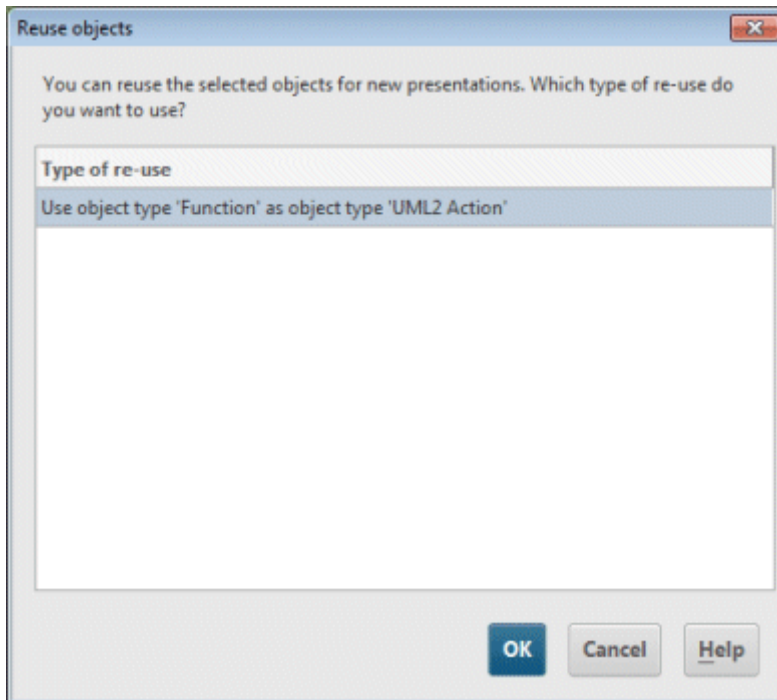 Reuse objects
You can reuse the selected objects for new presentations. Which type of re-use do
you want to use?
Type of re-use
Use object type 'Function' as object type 'UML2 Action'
OK Cancel Help